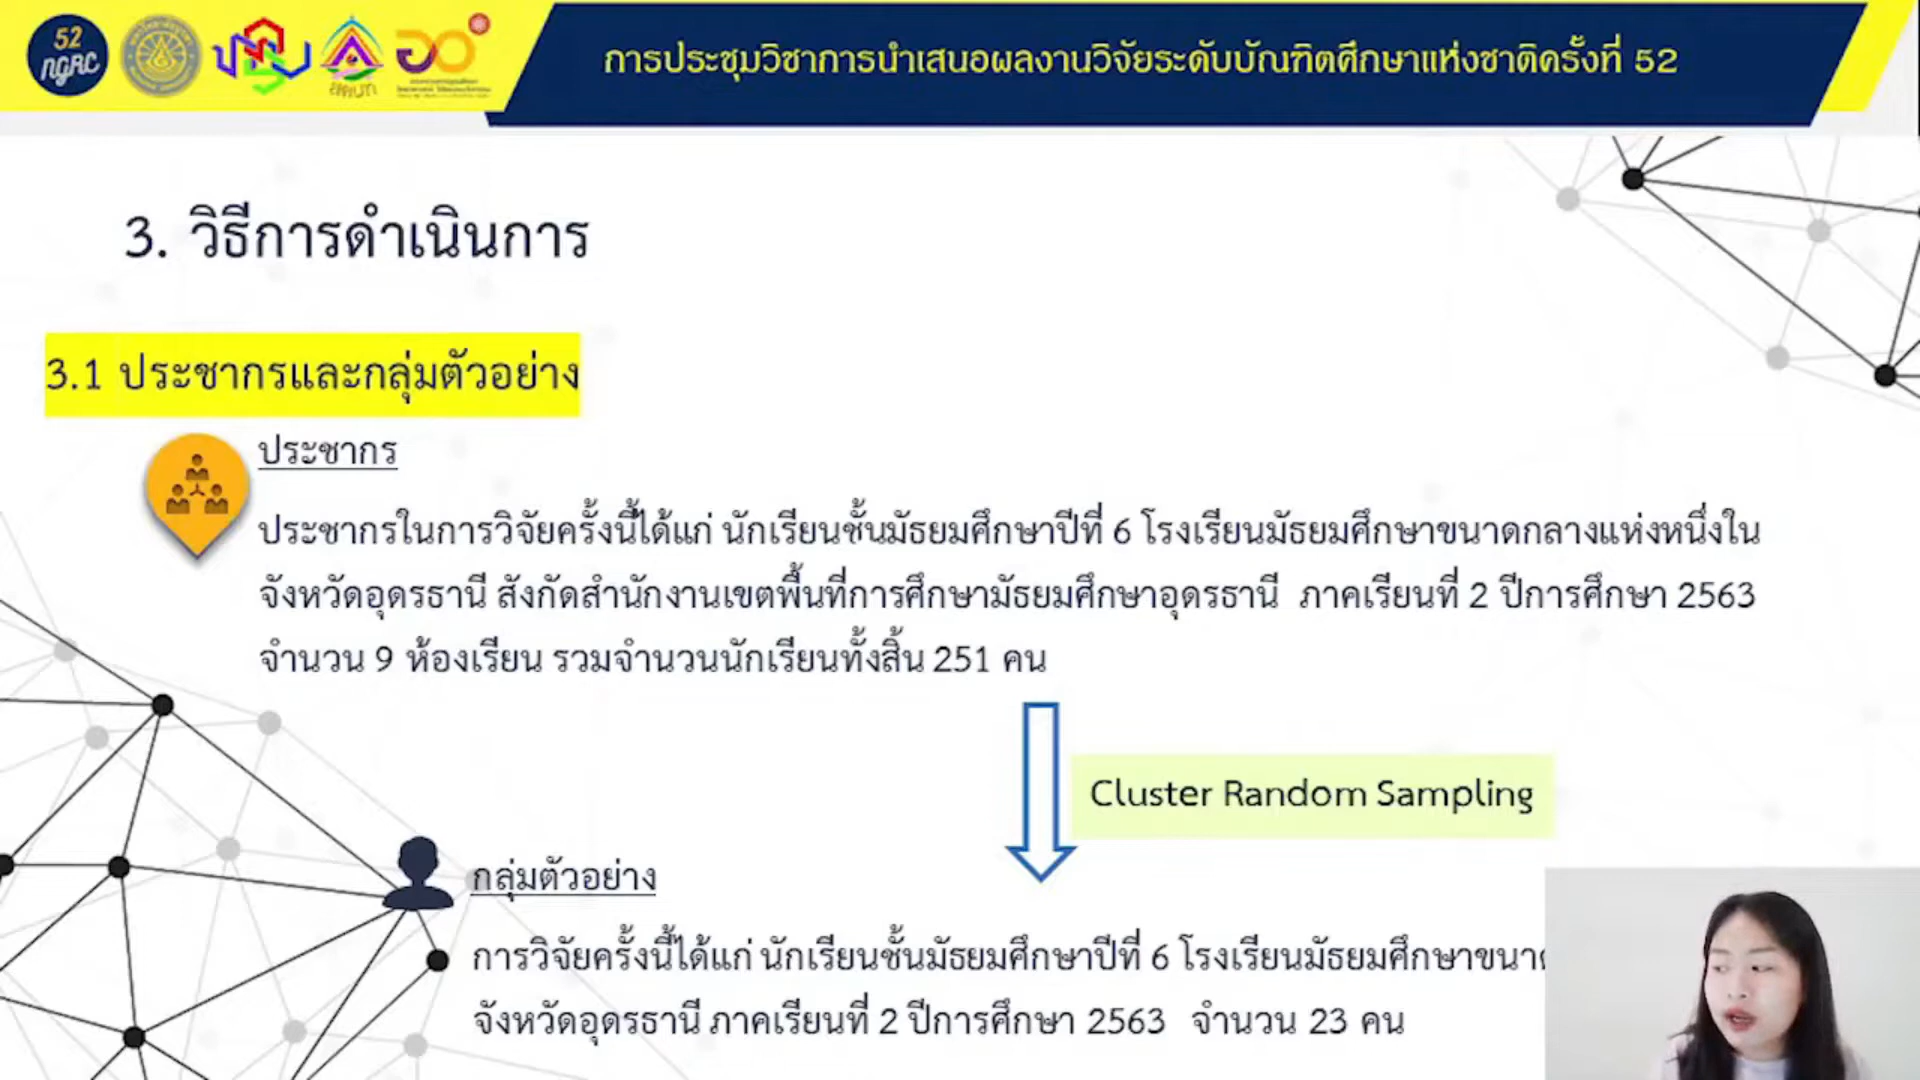 52
ngRC
การประชุมวิชาการนำเสนอผลงานวิจัยระดับบัณฑิตศึกษาแห่งชาติครั้งที่ 52
3. วิธีการดำเนินการ
3.1 ประชากรและกลุ่มตัวอย่าง
ประชากร
ประชากรในการวิจัยครั้งนี้ได้แก่ นักเรียนชั้นมัธยมศึกษาปีที่ 6 โรงเรียนมัธยมศึกษาขนาดกลางแห่งหนึ่งใน
จังหวัดอุดรธานี สังกัดสำนักงานเขตพื้นที่การศึกษามัธยมศึกษาอุดรธานี ภาคเรียนที่ 2 ปีการศึกษา 2563
จำนวน 9 ห้องเรียน รวมจำนวนนักเรียนทั้งสิ้น 251 คน
Cluster Random Sampling
กลุ่มตัวอย่าง
การวิจัยครั้งนี้ได้แก่ นักเรียนชั้นมัธยมศึกษาปีที่ 6 โรงเรียนมัธยมศึกษาขนา
จังหวัดอุดรธานี ภาคเรียนที่ 2 ปีการศึกษา 2563 จำนวน 23 คน